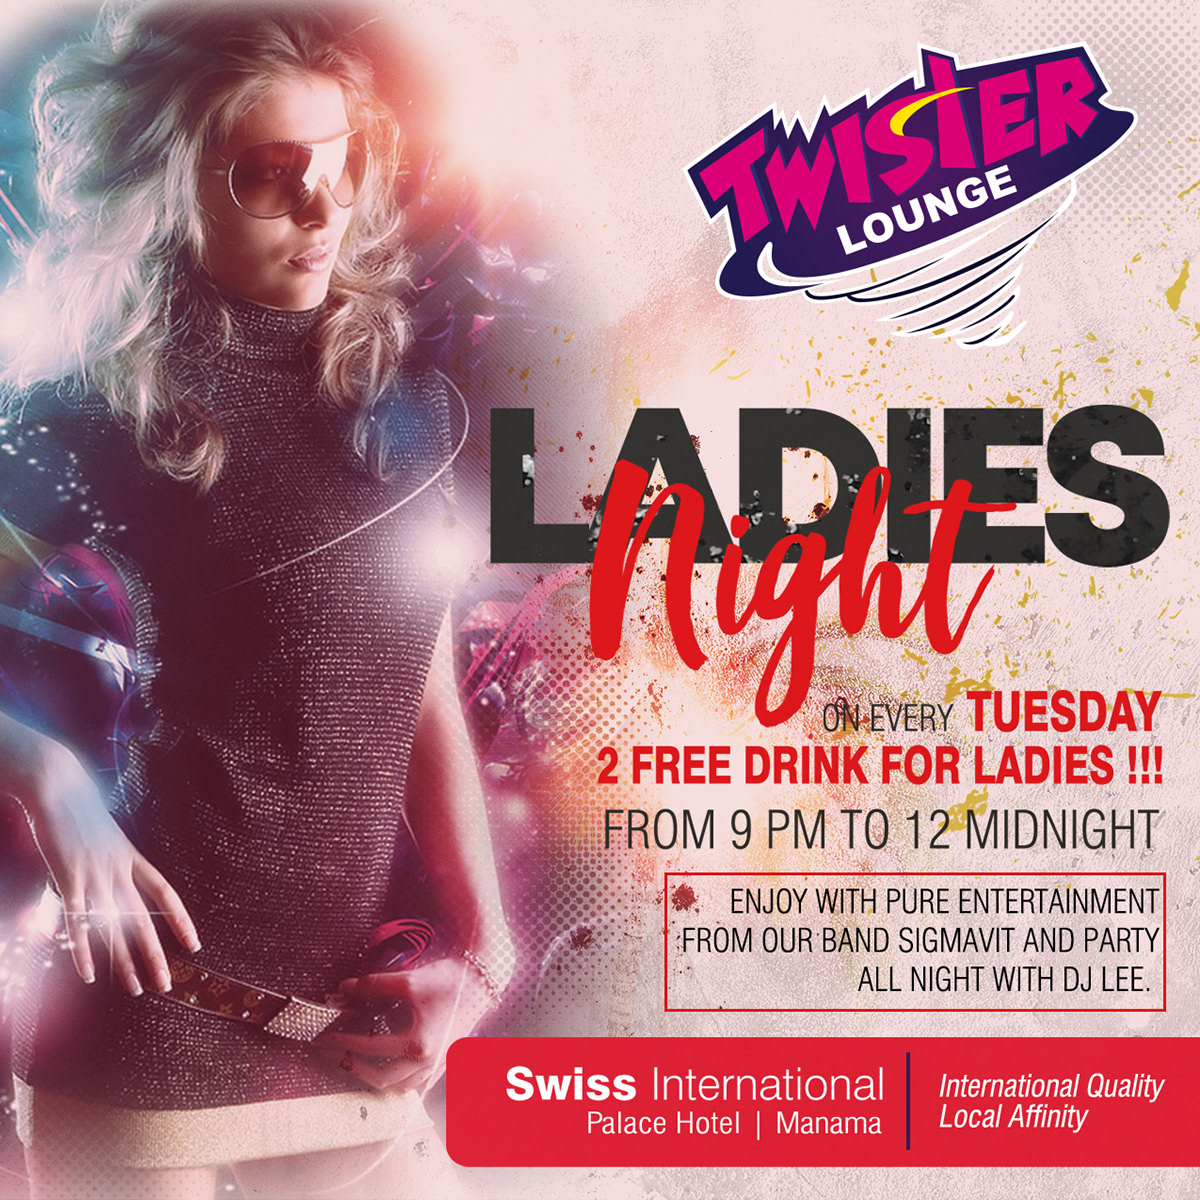 TWISTER
LOUNGE
LADIES
Night
ON EVERY TUESDAY
2 FREE DRINK FOR LADIES !!!
FROM 9 PM TO 12 MIDNIGHT
ENJOY WITH PURE ENTERTAINMENT
FROM OUR BAND SIGMAVIT AND PARTY
ALL NIGHT WITH DJ LEE.
Swiss International
Palace Hotel | Manama
International Quality
Local Affinity